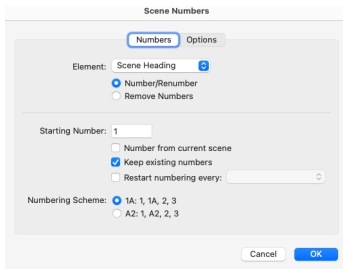 Scene Numbers
Numbers Options
Element: Scene Heading
Number/Renumber
Remove Numbers
Starting Number: 1
Number from current scene
Keep existing numbers
Restart numbering every:
Numbering Scheme: 1A: 1, 1A, 2, 3
A2: 1, A2, 2, 3
Cancel OK